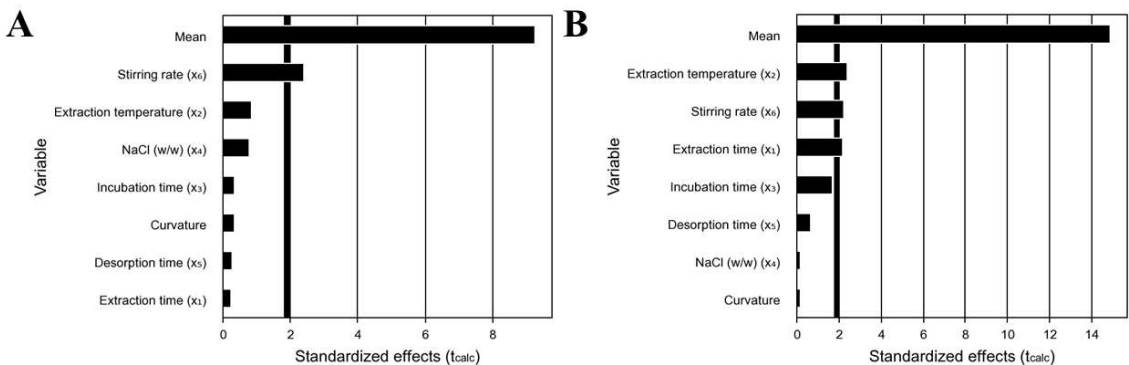 A
Variable
Mean
Stirring rate (x₆)
Extraction temperature (x₂)
NaCl (w/w) (x₄)
Incubation time (x₃)
Curvature
Desorption time (x₅)
Extraction time (x₁)
0 2 4 6 8
Standardized effects (tcalc)
B
Variable
Mean
Extraction temperature (x₂)
Stirring rate (x₆)
Extraction time (x₁)
Incubation time (x₃)
Desorption time (x₅)
NaCl (w/w) (x₄)
Curvature
0 2 4 6 8 10 12 14
Standardized effects (tcalc)